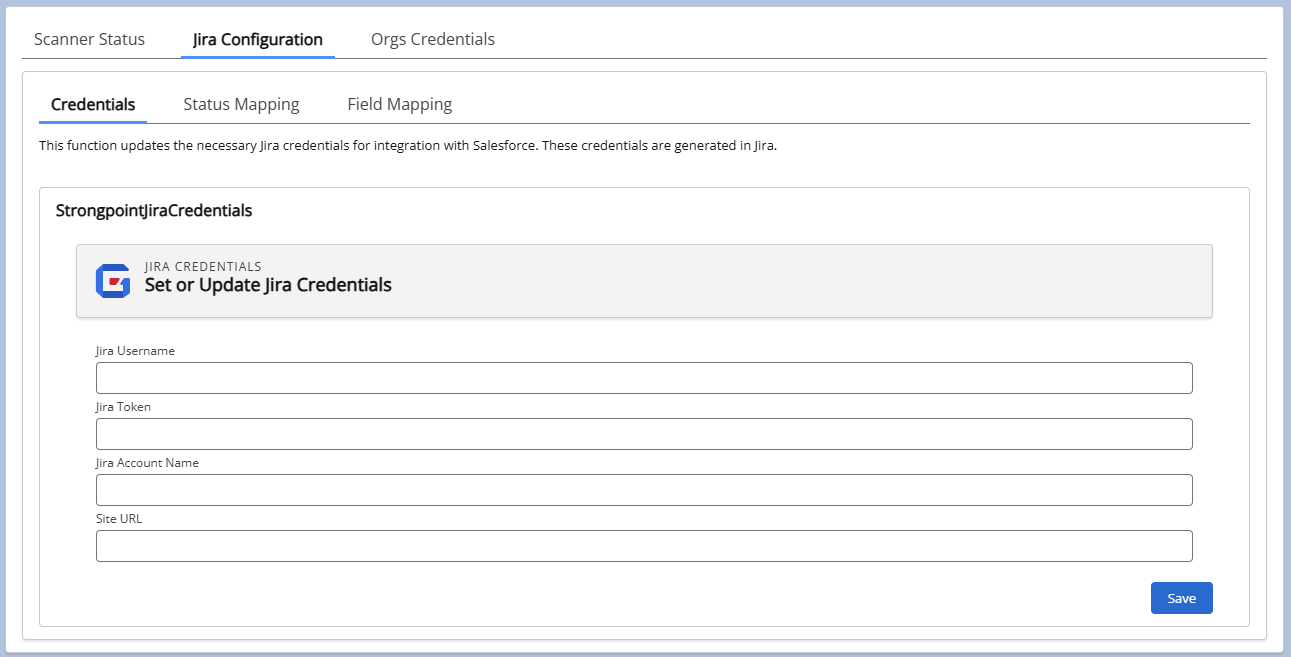 Scanner Status Jira Configuration Orgs Credentials
Credentials Status Mapping Field Mapping
This function updates the necessary Jira credentials for integration with Salesforce. These credentials are generated in Jira.
StrongpointJiraCredentials
JIRA CREDENTIALS
Set or Update Jira Credentials
Jira Username
Jira Token
Jira Account Name
Site URL
Save